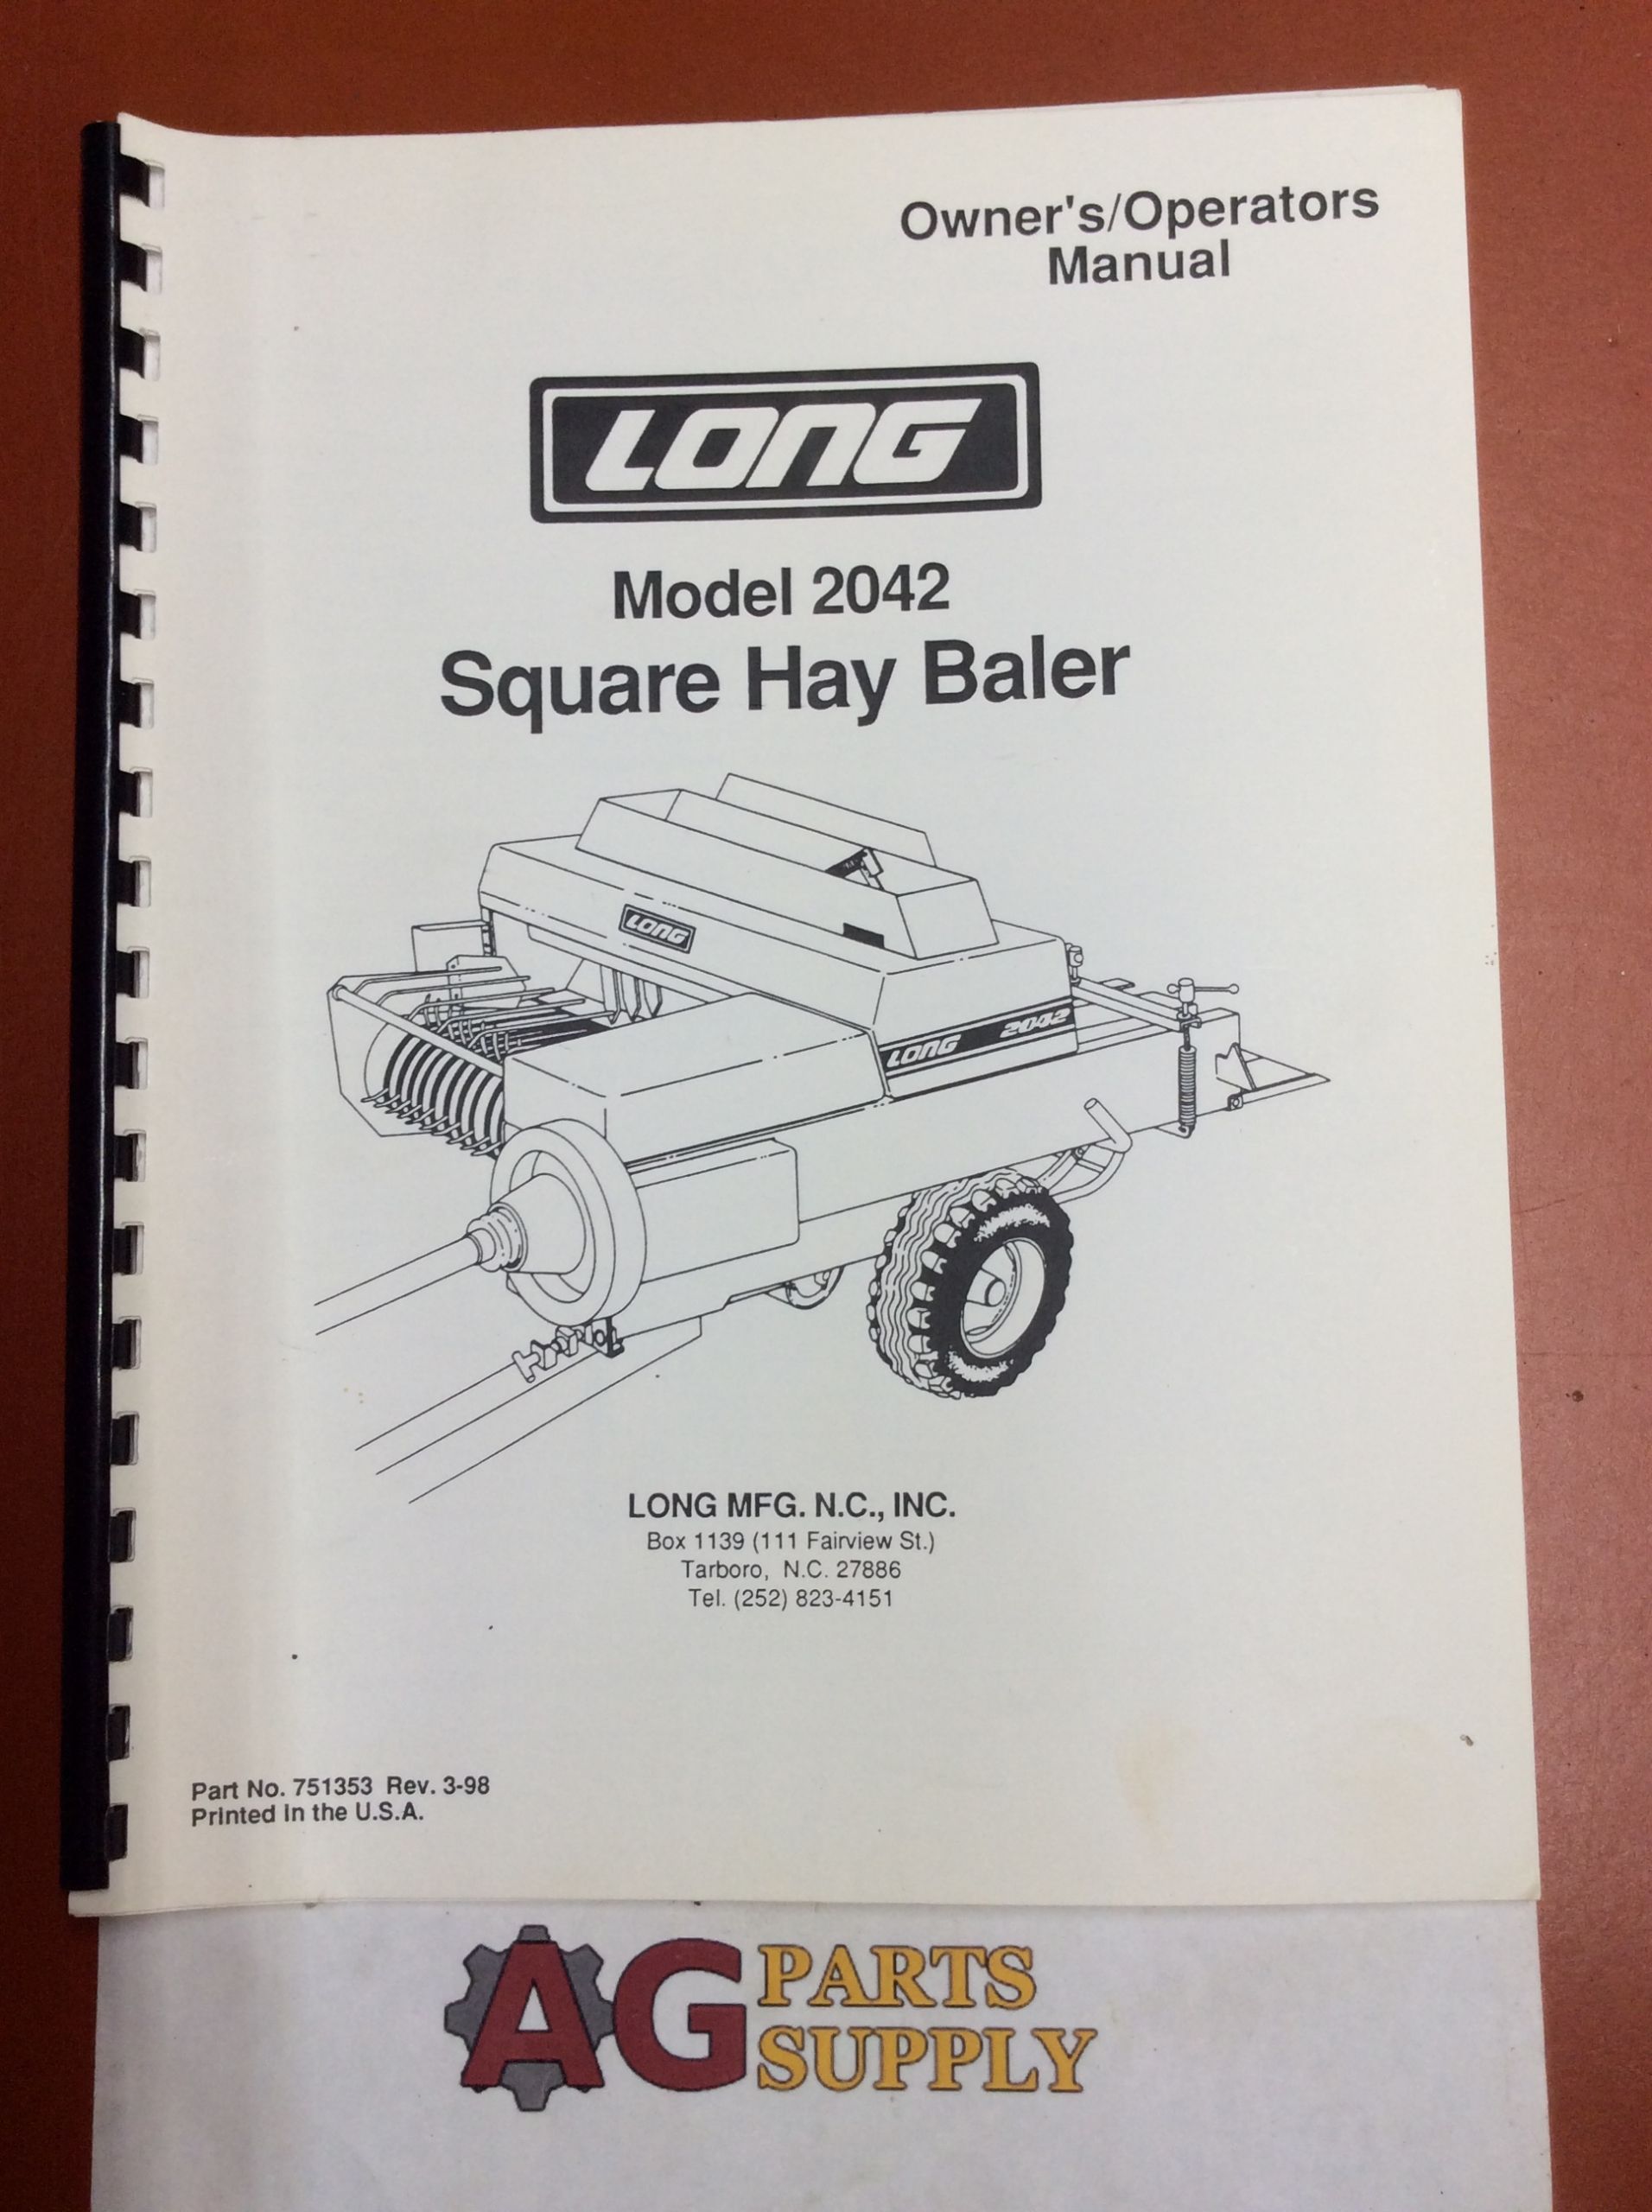 Owner's/Operators
Manual
LONG
Model 2042
Square Hay Baler
LONG
LONG 2042
LONG MFG. N.C., INC.
Box 1139 (111 Fairview St.)
Tarboro, N.C. 27886
Tel. (252) 823-4151
Part No. 751353 Rev. 3-98
Printed in the U.S.A.
AG PARTS
SUPPLY